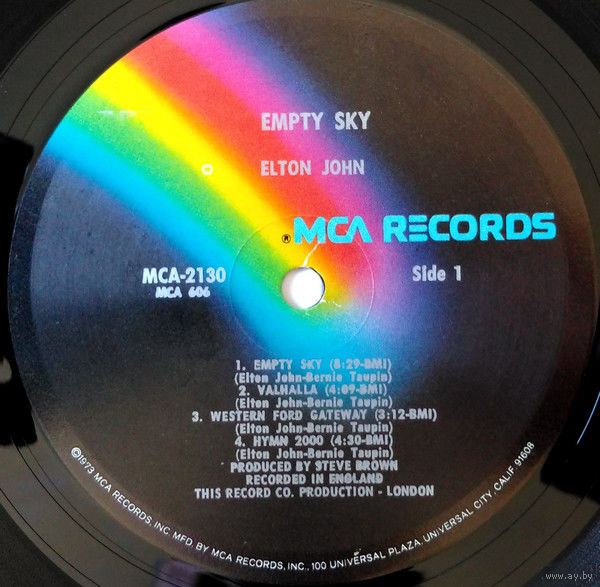 EMPTY SKY
ELTON JOHN
®MCA RECORDS
MCA-2130
MCA 606
Side 1
1. EMPTY SKY (8:29-BMI)
(Elton John-Bernie Taupin)
2. VALHALLA (4:09-BMI)
(Elton John-Bernie Taupin)
3. WESTERN FORD GATEWAY (3:12-BMI)
(Elton John-Bernie Taupin)
4. HYMN 2000 (4:30-BMI)
(Elton John-Bernie Taupin)
PRODUCED BY STEVE BROWN
RECORDED IN ENGLAND
THIS RECORD CO. PRODUCTION - LONDON
©1973 MCA RECORDS, INC. MFD. BY MCA RECORDS, INC., 100 UNIVERSAL PLAZA, UNIVERSAL CITY, CALIF. 91608
www.ay.by